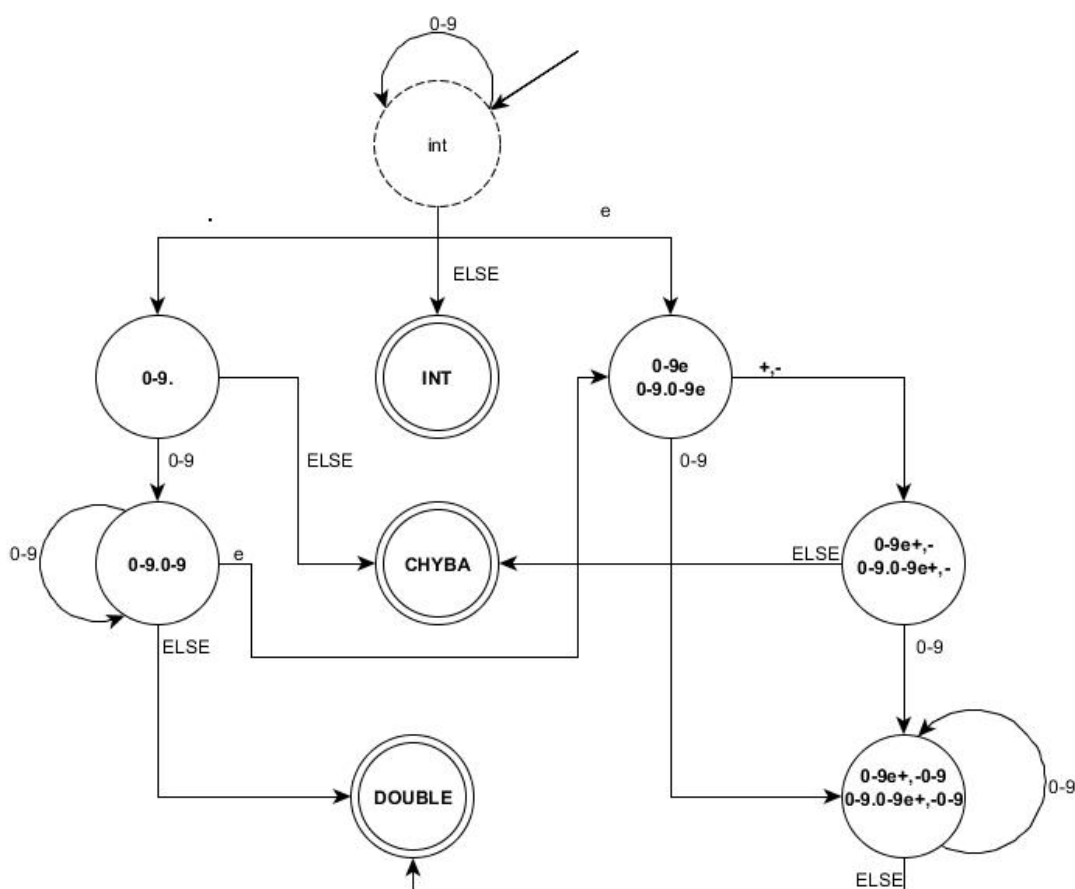 0-9
int
.
e
ELSE
0-9.
INT
0-9e
0-9.0-9e
+,-
0-9
ELSE
0-9
0-9
0-9.0-9
e
CHYBA
ELSE
0-9e+,-
0-9.0-9e+,-
ELSE
0-9
DOUBLE
0-9e+,-0-9
0-9.0-9e+,-0-9
0-9
ELSE